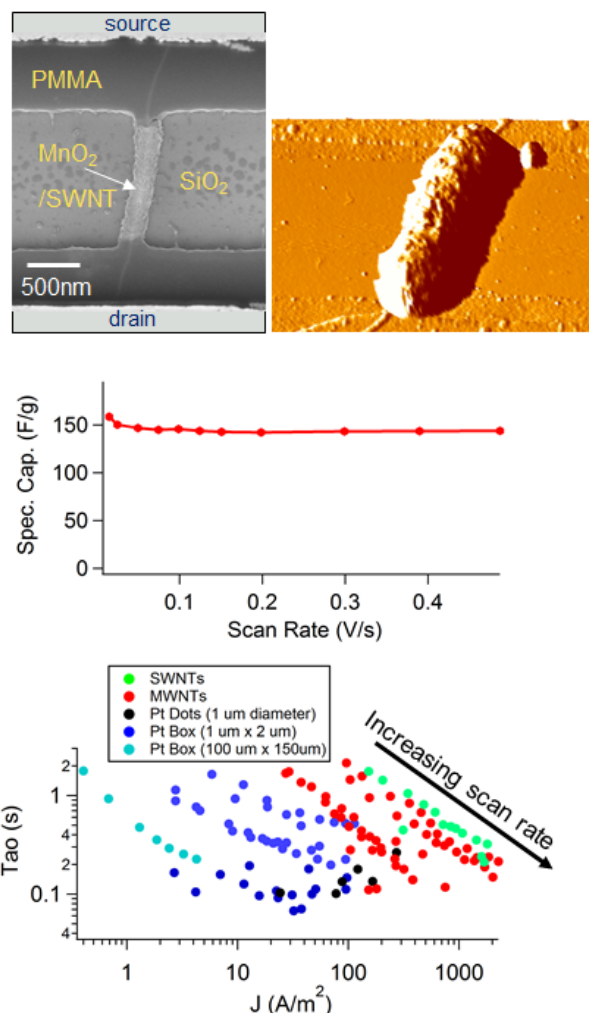 source
PMMA
MnO₂
/SWNT
SiO₂
500nm
drain
Spec. Cap. (F/g)
150
100
50
0
0.1 0.2 0.3 0.4
Scan Rate (V/s)
SWNTs
MWNTs
Pt Dots (1 um diameter)
Pt Box (1 um x 2 um)
Pt Box (100 um x 150um)
Increasing scan rate
Tao (s)
2
1
4
2
0.1
4
1 10 100 1000
J (A/m²)